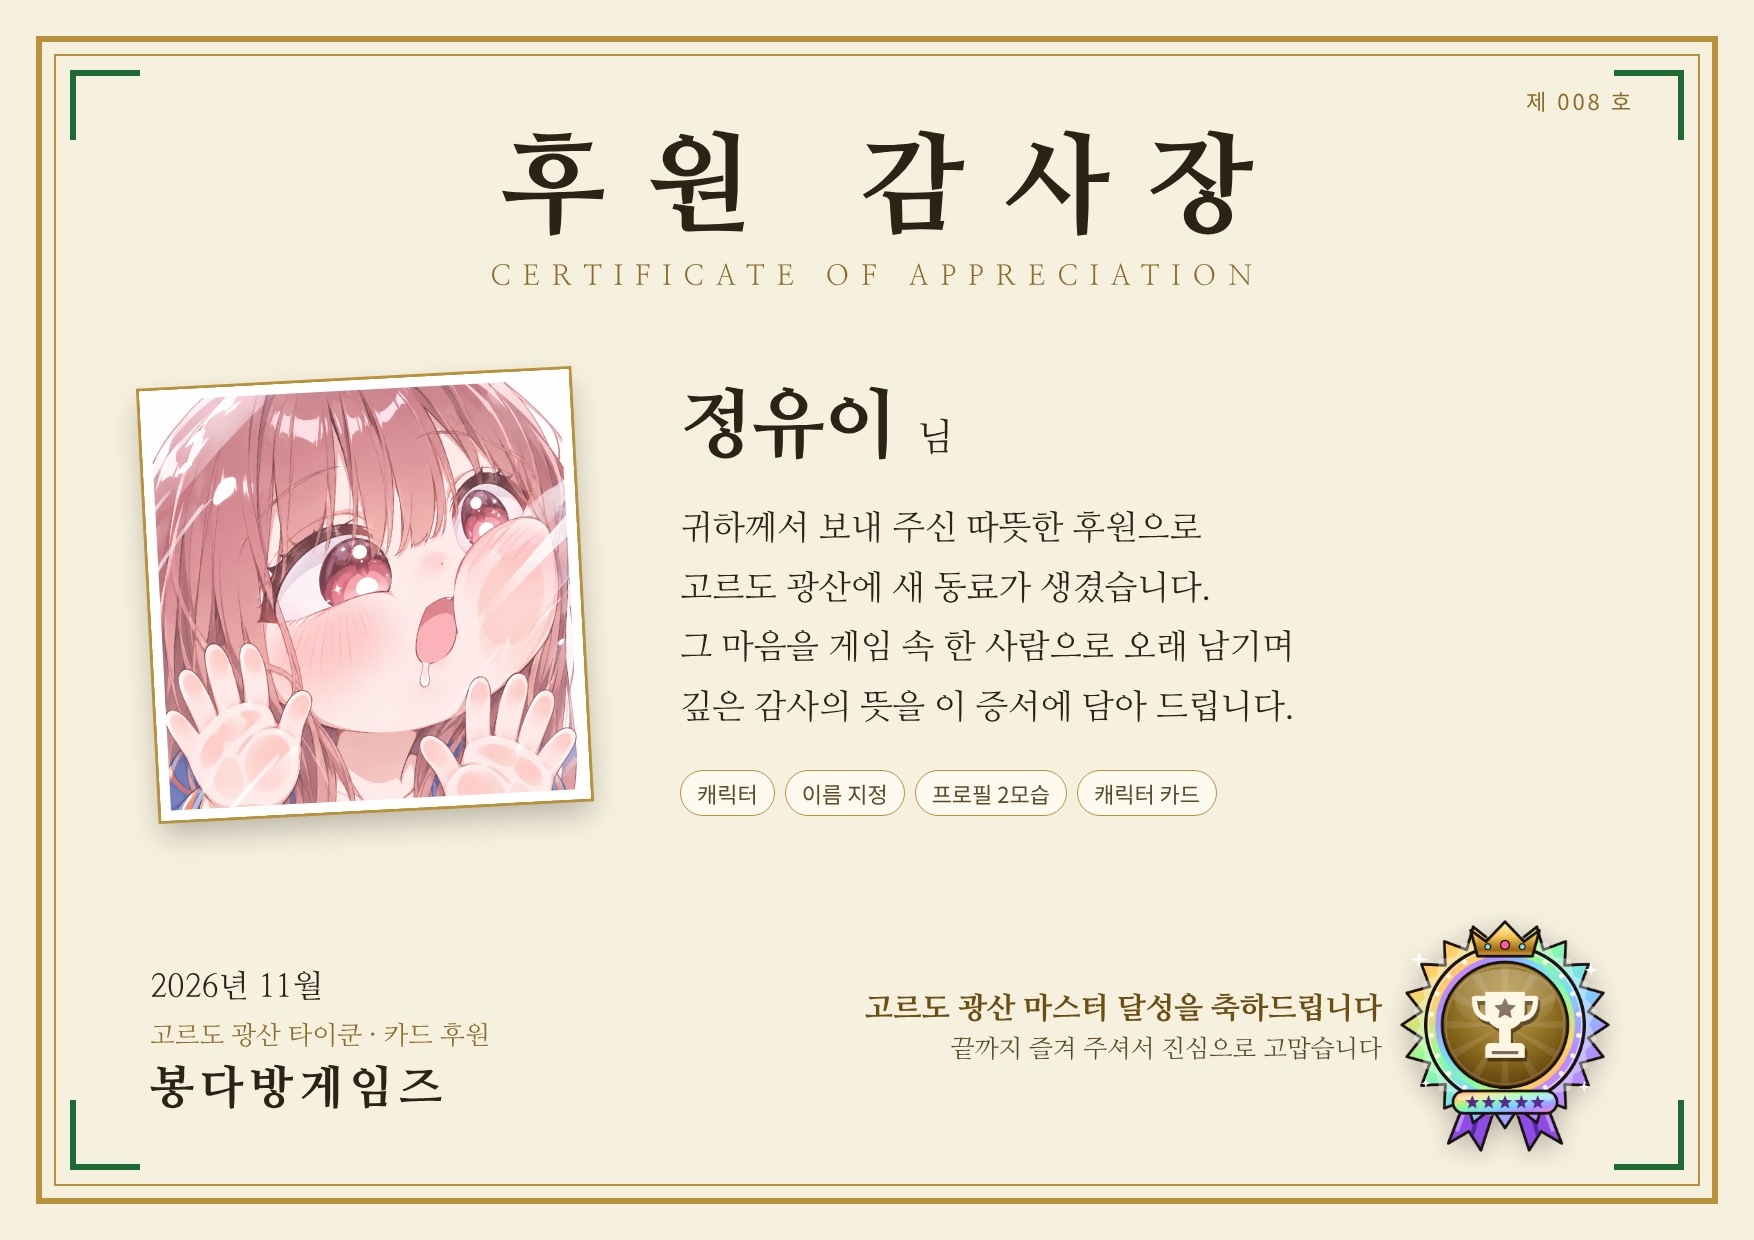 제 008 호
후원 감사장
CERTIFICATE OF APPRECIATION
정유이 님
귀하께서 보내 주신 따뜻한 후원으로
고르도 광산에 새 동료가 생겼습니다.
그 마음을 게임 속 한 사람으로 오래 남기며
깊은 감사의 뜻을 이 증서에 담아 드립니다.
캐릭터 이름 지정 프로필 2모습 캐릭터 카드
2026년 11월
고르도 광산 타이쿤 · 카드 후원
봉다방게임즈
고르도 광산 마스터 달성을 축하드립니다
끝까지 즐겨 주셔서 진심으로 고맙습니다